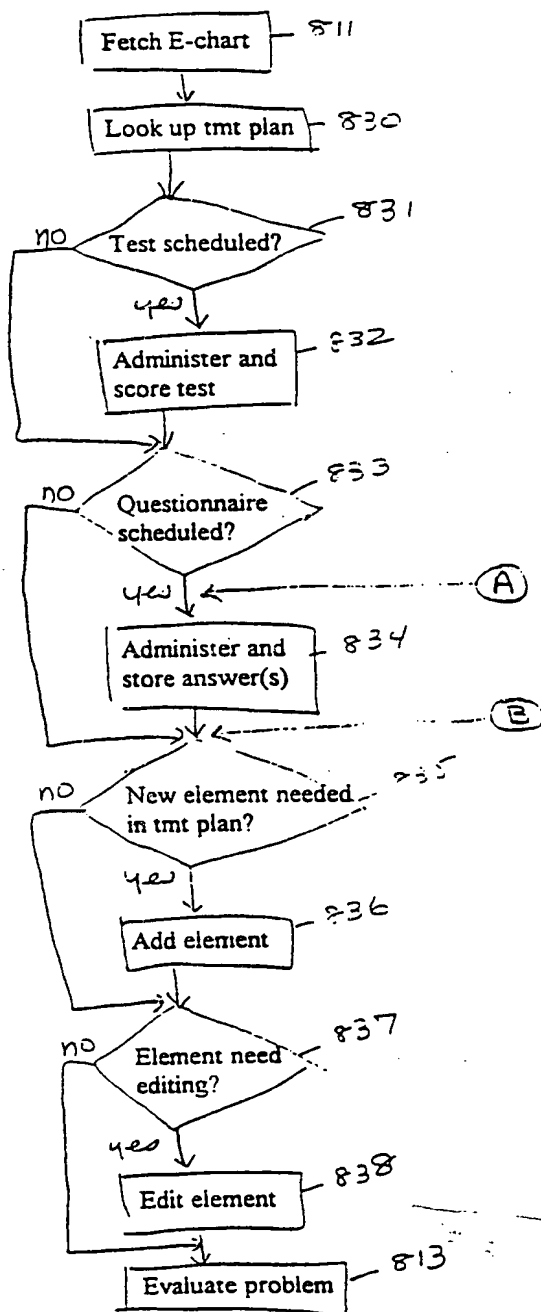 Fetch E-chart
811
Look up tmt plan
830
831
no
Test scheduled?
yes
832
Administer and
score test
833
no
Questionnaire
scheduled?
yes
A
834
Administer and
store answer(s)
B
835
no
New element needed
in tmt plan?
yes
836
Add element
837
no
Element need
editing?
yes
838
Edit element
813
Evaluate problem